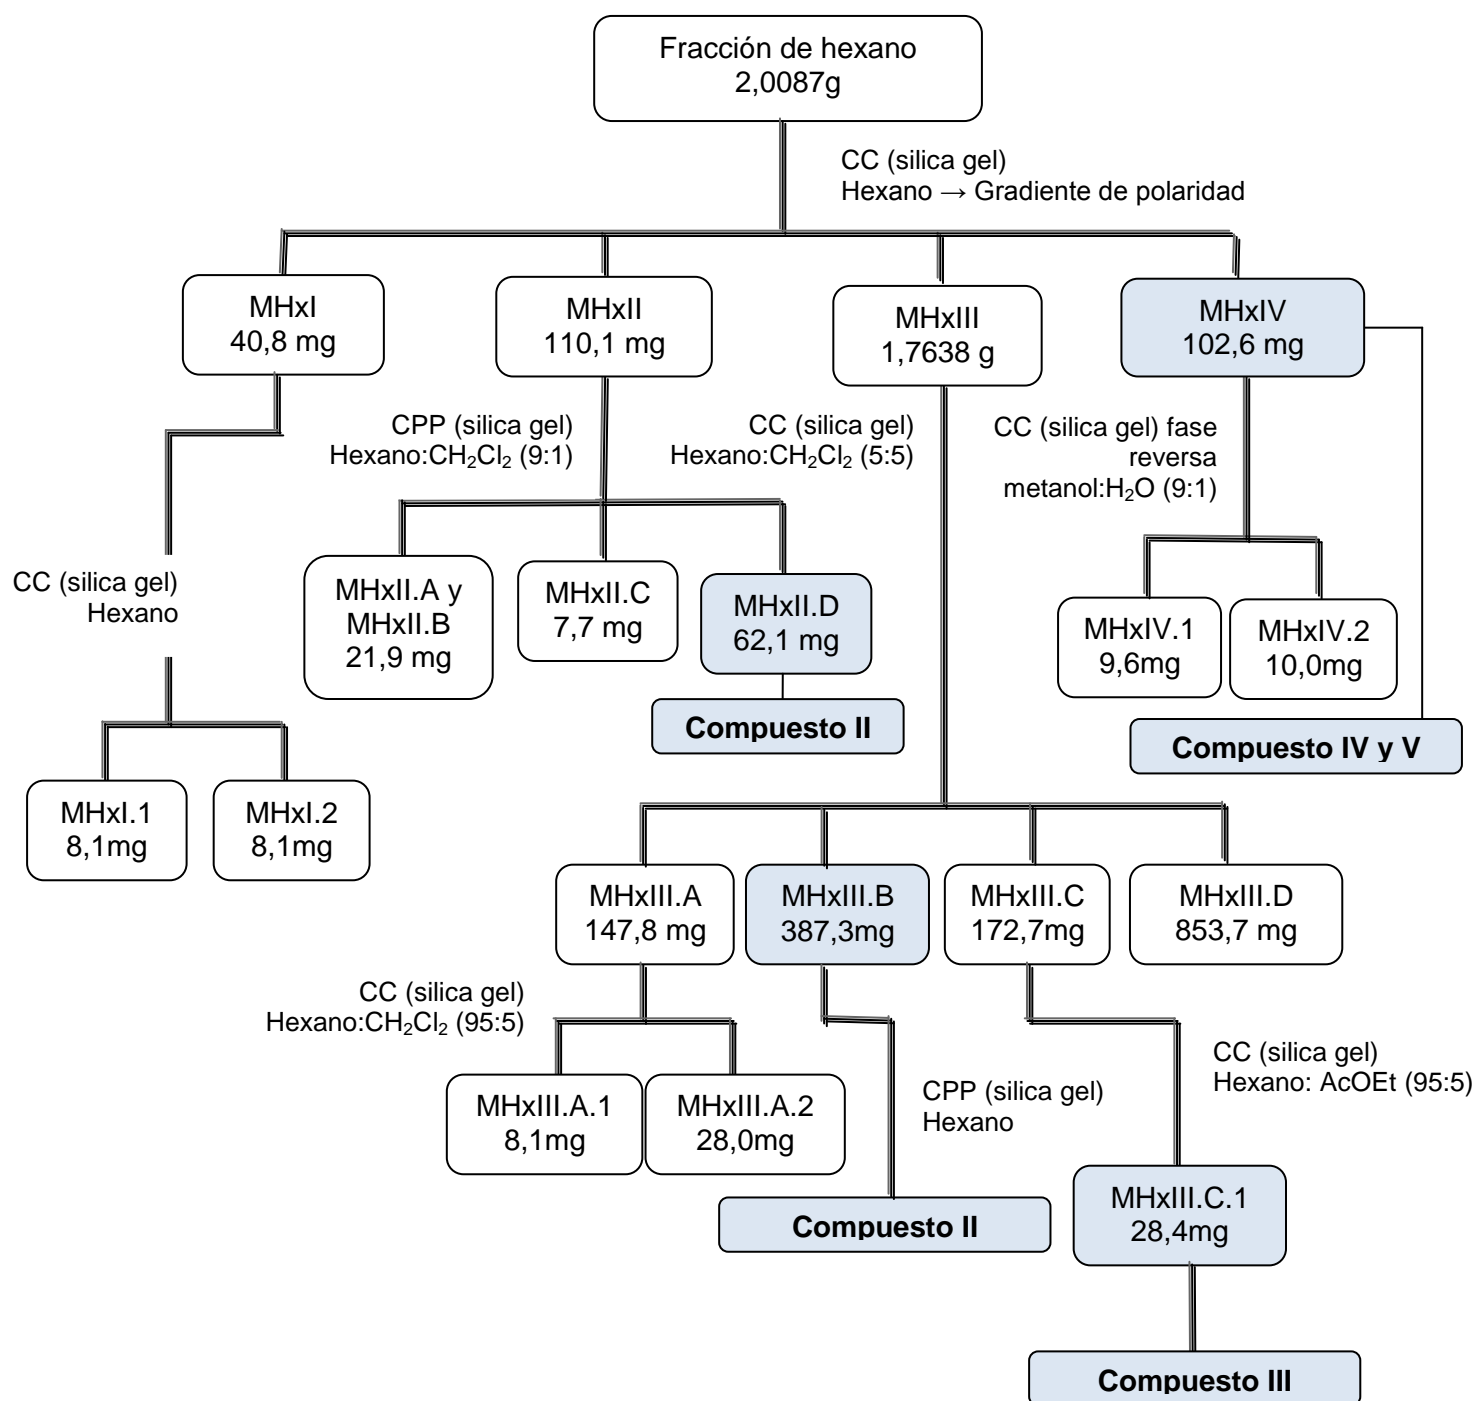 Fracción de hexano
2,0087g
CC (silica gel)
Hexano → Gradiente de polaridad
MHxI
40,8 mg
MHxII
110,1 mg
MHxIII
1,7638 g
MHxIV
102,6 mg
CPP (silica gel)
Hexano:CH₂Cl₂ (9:1)
CC (silica gel)
Hexano:CH₂Cl₂ (5:5)
CC (silica gel) fase
reversa
metanol:H₂O (9:1)
CC (silica gel)
Hexano
MHxII.A y
MHxII.B
21,9 mg
MHxII.C
7,7 mg
MHxII.D
62,1 mg
MHxIV.1
9,6mg
MHxIV.2
10,0mg
Compuesto II
Compuesto IV y V
MHxI.1
8,1mg
MHxI.2
8,1mg
MHxIII.A
147,8 mg
MHxIII.B
387,3mg
MHxIII.C
172,7mg
MHxIII.D
853,7 mg
CC (silica gel)
Hexano:CH₂Cl₂ (95:5)
CC (silica gel)
Hexano: AcOEt (95:5)
MHxIII.A.1
8,1mg
MHxIII.A.2
28,0mg
CPP (silica gel)
Hexano
MHxIII.C.1
28,4mg
Compuesto II
Compuesto III